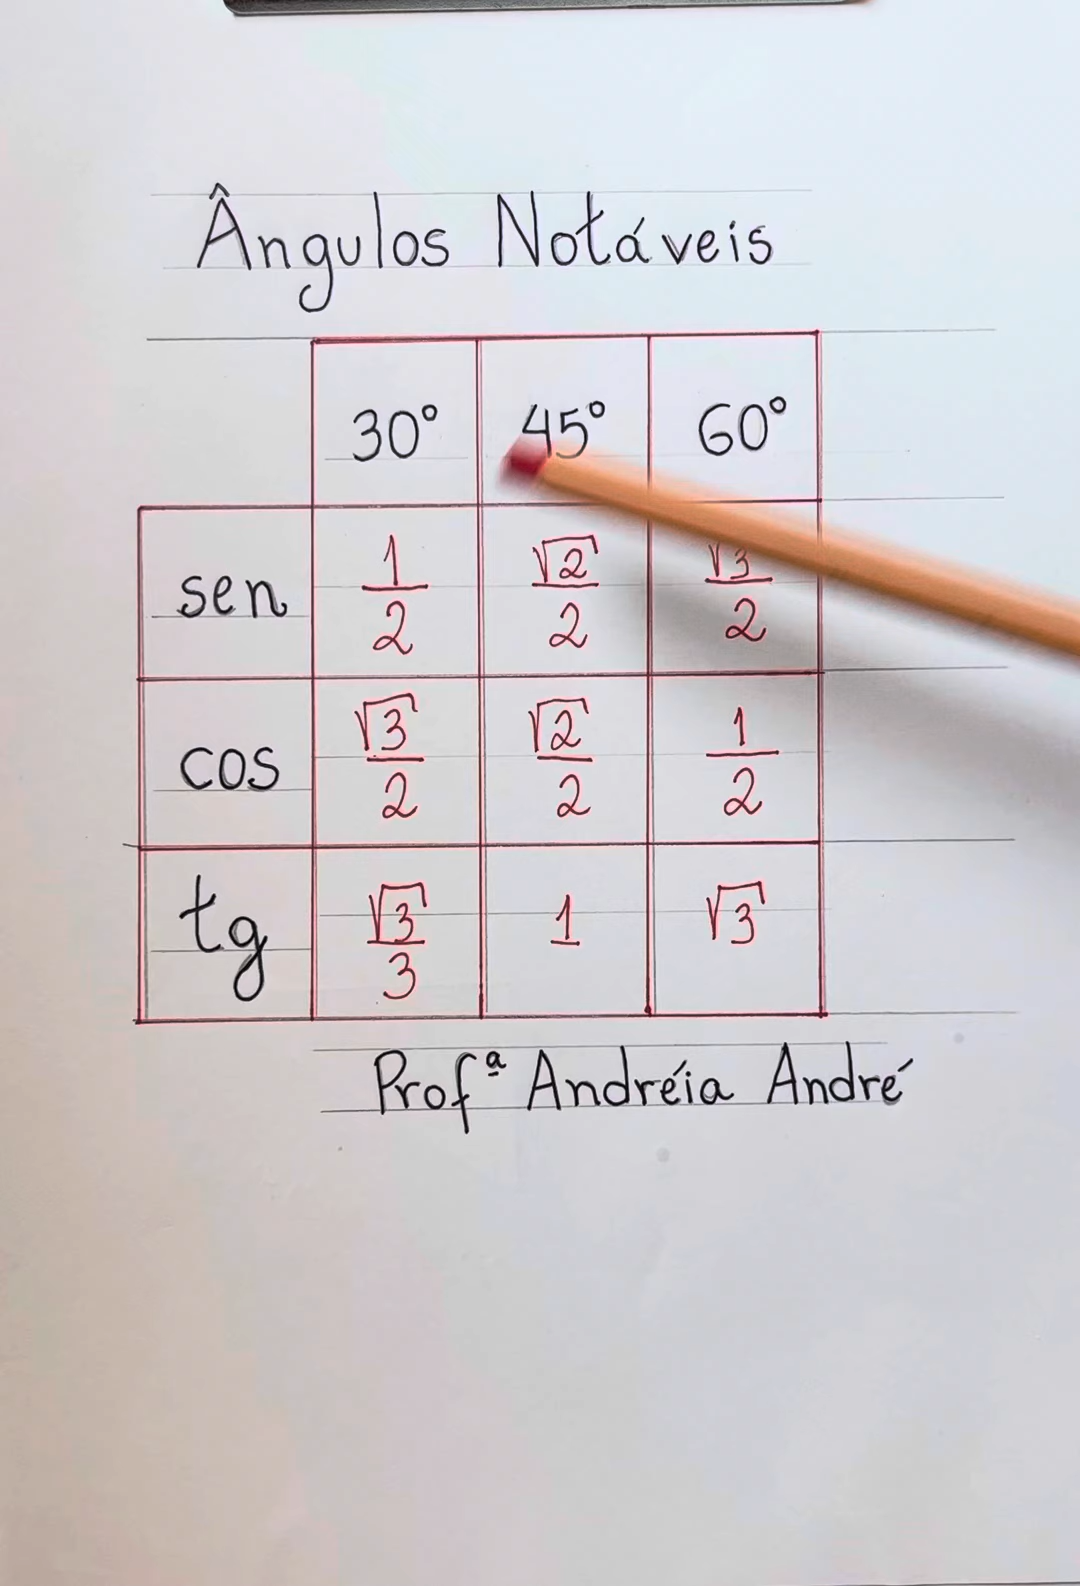 Ângulos Notáveis
30° 45° 60°
sen 1/2 √2/2 √3/2
cos √3/2 √2/2 1/2
tg √3/3 1 √3
Profª Andréia André